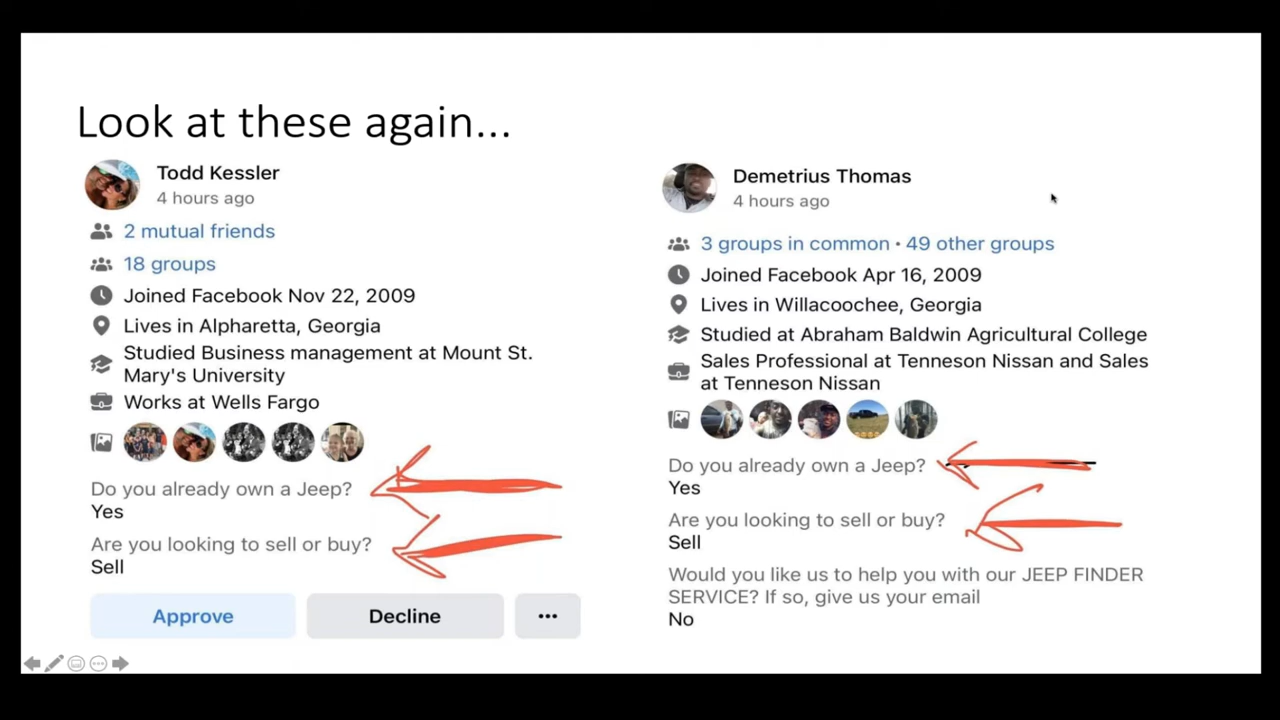 Look at these again...
Todd Kessler
4 hours ago
2 mutual friends
18 groups
Joined Facebook Nov 22, 2009
Lives in Alpharetta, Georgia
Studied Business management at Mount St.
Mary's University
Works at Wells Fargo
Do you already own a Jeep?
Yes
Are you looking to sell or buy?
Sell
Approve
Decline
Demetrius Thomas
4 hours ago
3 groups in common • 49 other groups
Joined Facebook Apr 16, 2009
Lives in Willacoochee, Georgia
Studied at Abraham Baldwin Agricultural College
Sales Professional at Tenneson Nissan and Sales
at Tenneson Nissan
Do you already own a Jeep?
Yes
Are you looking to sell or buy?
Sell
Would you like us to help you with our JEEP FINDER
SERVICE? If so, give us your email
No